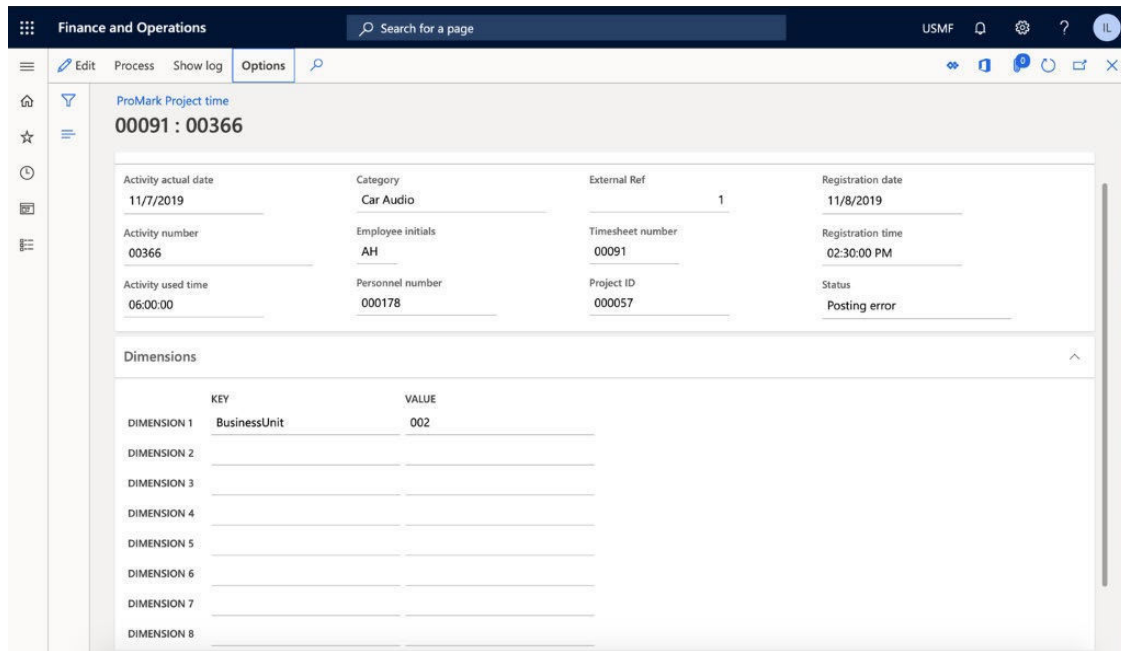 Finance and Operations
Search for a page
USMF
?
IL
Edit Process Show log Options
0
ProMark Project time
00091 : 00366
Activity actual date Category External Ref Registration date
11/7/2019 Car Audio 1 11/8/2019
Activity number Employee initials Timesheet number Registration time
00366 AH 00091 02:30:00 PM
Activity used time Personnel number Project ID Status
06:00:00 000178 000057 Posting error
Dimensions
KEY VALUE
DIMENSION 1 BusinessUnit 002
DIMENSION 2
DIMENSION 3
DIMENSION 4
DIMENSION 5
DIMENSION 6
DIMENSION 7
DIMENSION 8